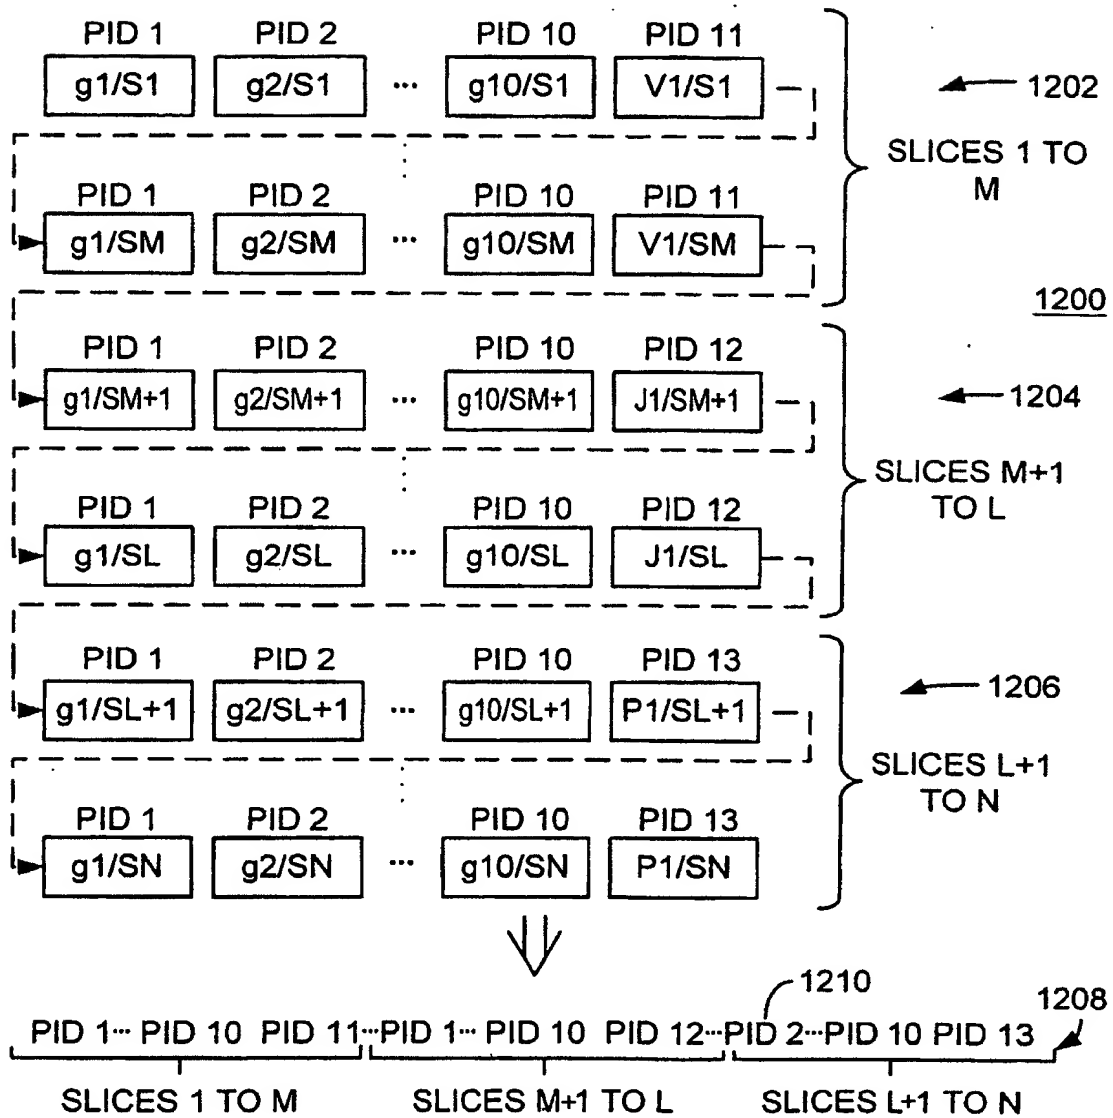 PID 1 PID 2 PID 10 PID 11
g1/S1 g2/S1 ... g10/S1 V1/S1
1202
SLICES 1 TO
M
PID 1 PID 2 PID 10 PID 11
g1/SM g2/SM ... g10/SM V1/SM
1200
PID 1 PID 2 PID 10 PID 12
g1/SM+1 g2/SM+1 ... g10/SM+1 J1/SM+1
1204
SLICES M+1
TO L
PID 1 PID 2 PID 10 PID 12
g1/SL g2/SL ... g10/SL J1/SL
PID 1 PID 2 PID 10 PID 13
g1/SL+1 g2/SL+1 ... g10/SL+1 P1/SL+1
1206
SLICES L+1
TO N
PID 1 PID 2 PID 10 PID 13
g1/SN g2/SN ... g10/SN P1/SN
1210
1208
PID 1... PID 10 PID 11...PID 1... PID 10 PID 12...PID 2...PID 10 PID 13
SLICES 1 TO M SLICES M+1 TO L SLICES L+1 TO N